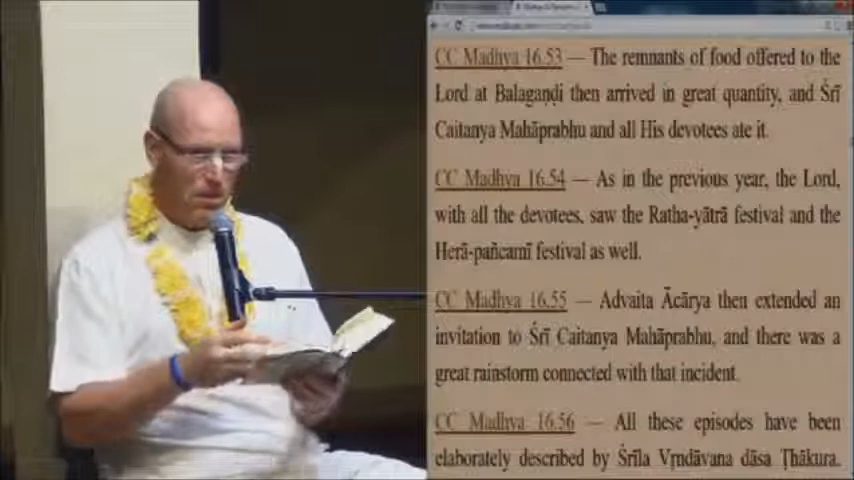 CC Madhya 16.53 — The remnants of food offered to the
Lord at Balagaṇḍi then arrived in great quantity, and Śrī
Caitanya Mahāprabhu and all His devotees ate it.
CC Madhya 16.54 — As in the previous year, the Lord,
with all the devotees, saw the Ratha-yātrā festival and the
Herā-pañcamī festival as well.
CC Madhya 16.55 — Advaita Ācārya then extended an
invitation to Śrī Caitanya Mahāprabhu, and there was a
great rainstorm connected with that incident.
CC Madhya 16.56 — All these episodes have been
elaborately described by Śrīla Vṛndāvana dāsa Ṭhākura.